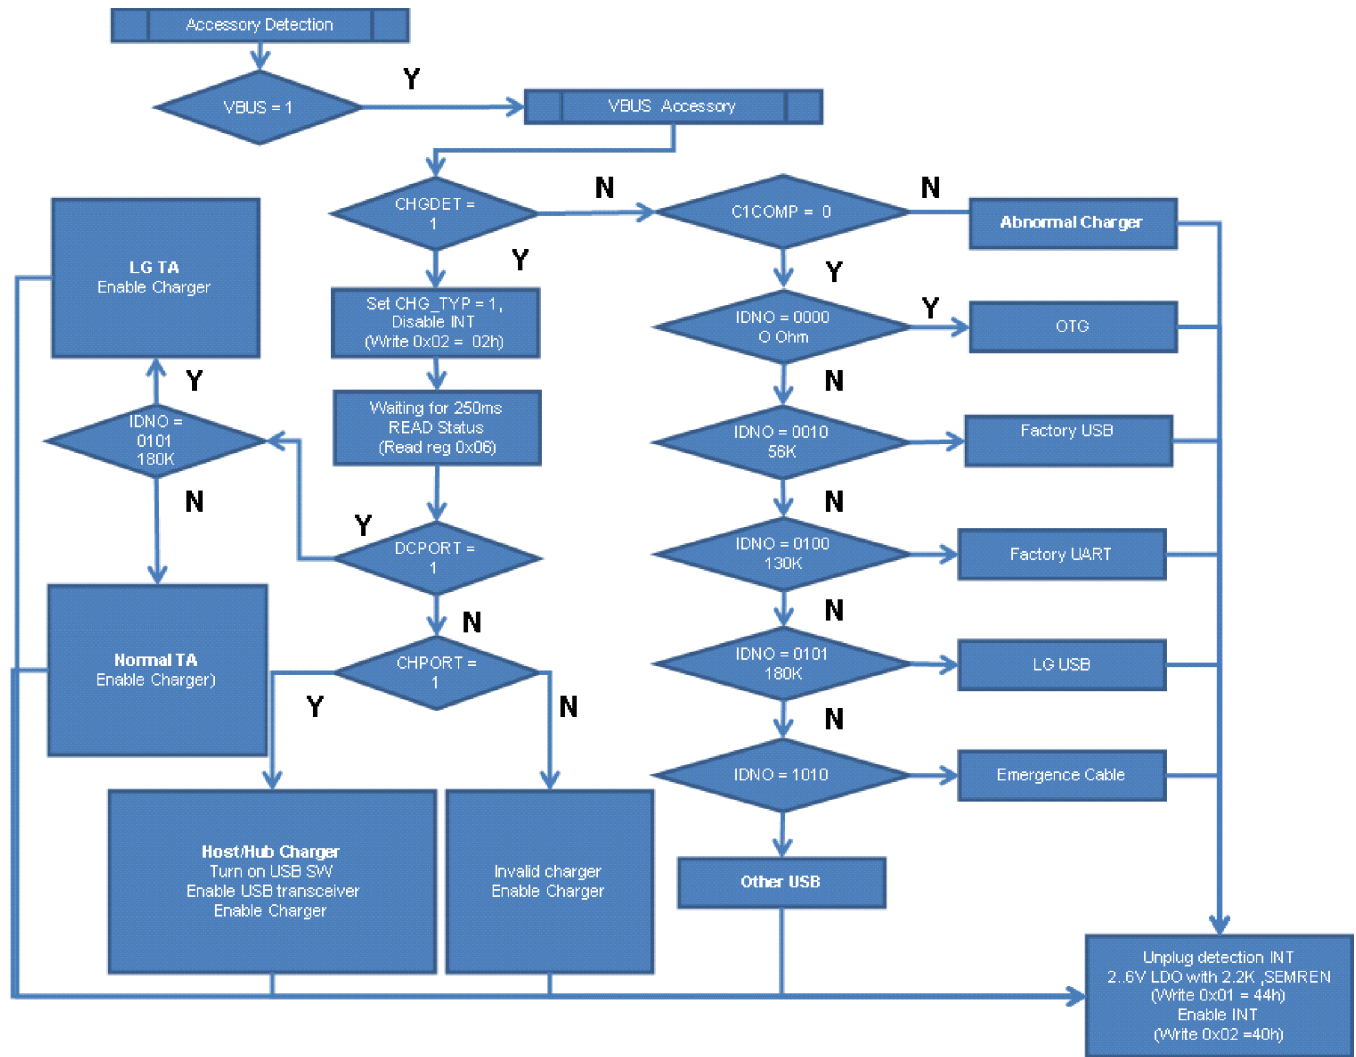 Accessory Detection
VBUS = 1
Y
VBUS Accessory
CHGDET =
1
N
C1COMP = 0
N
Abnormal Charger
LG TA
Enable Charger
Y
Y
Set CHG_TYP = 1,
Disable INT
(Write 0x02 = 02h)
IDNO = 0000
O Ohm
Y
OTG
Y
N
Waiting for 250ms
READ Status
(Read reg 0x06)
IDNO =
0101
180K
IDNO = 0010
56K
Factory USB
N
N
Y
DCPORT =
1
IDNO = 0100
130K
Factory UART
N
N
Normal TA
Enable Charger)
CHPORT =
1
IDNO = 0101
180K
LG USB
Y
N
N
IDNO = 1010
Emergence Cable
Host/Hub Charger
Turn on USB SW
Enable USB transceiver
Enable Charger
Invalid charger
Enable Charger
Other USB
Unplug detection INT
2..6V LDO with 2.2K ,SEMREN
(Write 0x01 = 44h)
Enable INT
(Write 0x02 =40h)